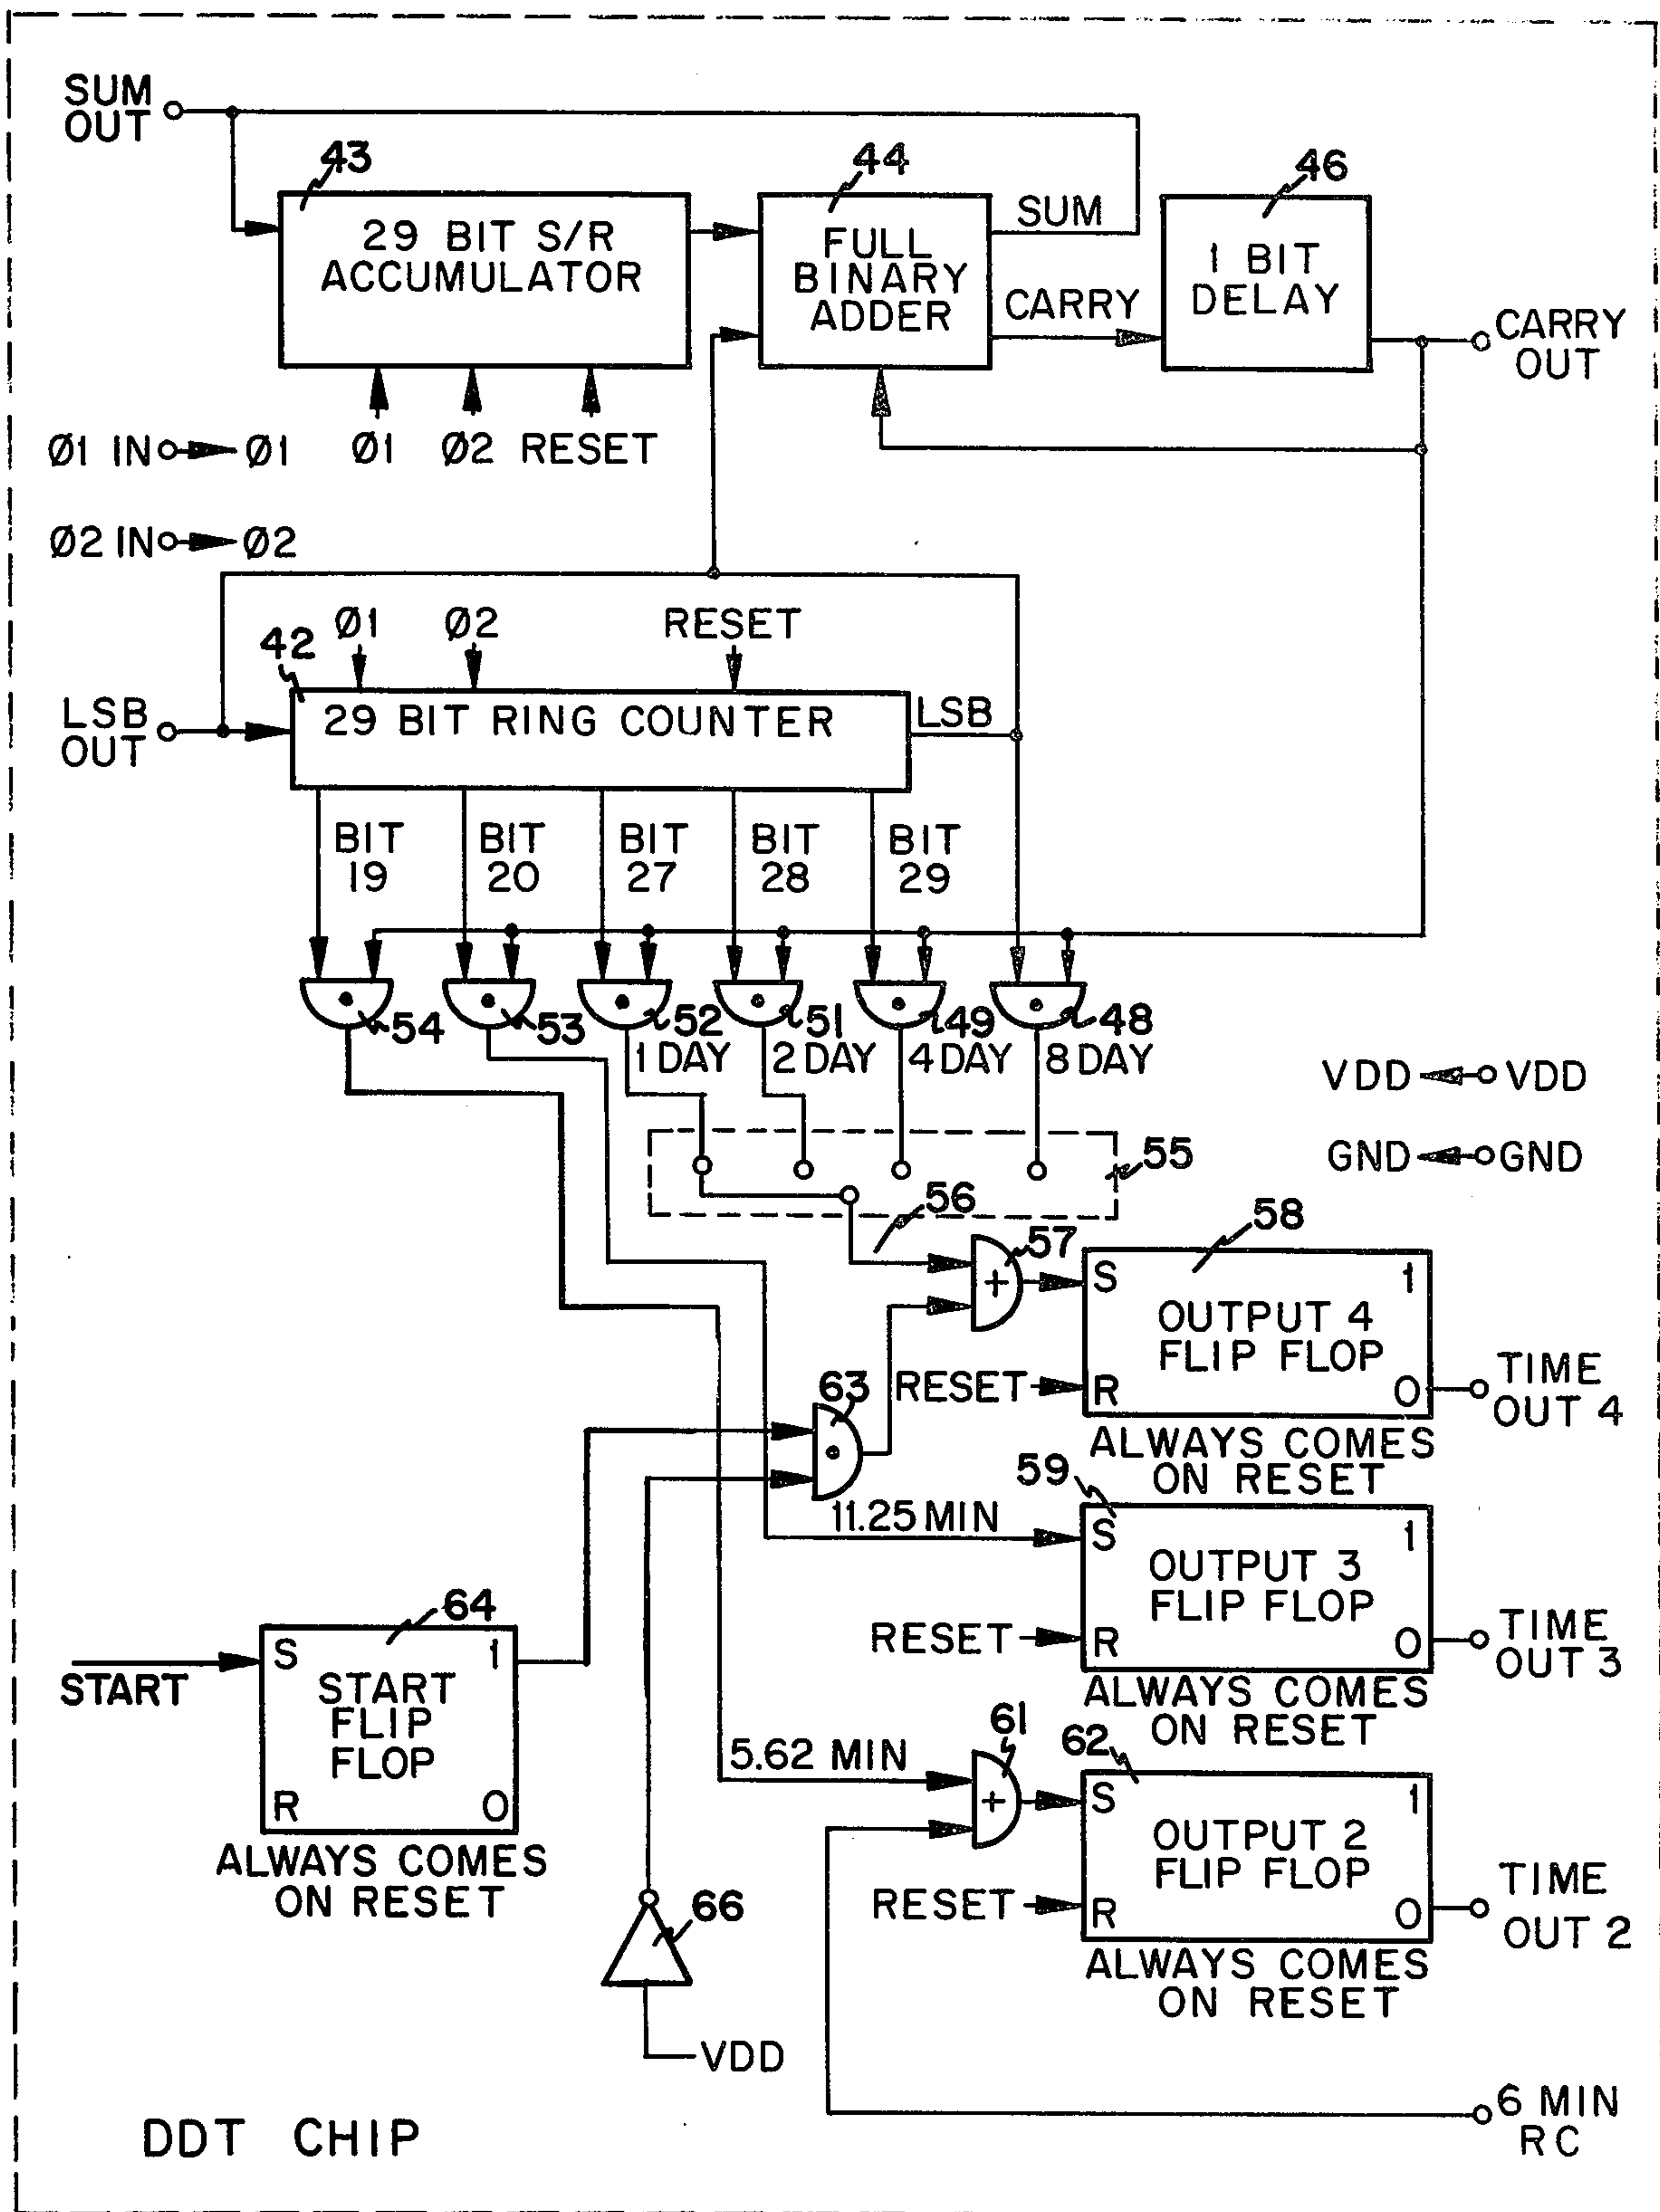 SUM
OUT
43
44
46
29 BIT S/R
ACCUMULATOR
FULL
BINARY
ADDER
SUM
CARRY
1 BIT
DELAY
CARRY
OUT
Ø1 IN Ø1
Ø1 Ø2 RESET
Ø2 IN Ø2
Ø1 Ø2 RESET
42
LSB
OUT
29 BIT RING COUNTER
LSB
BIT
19
BIT
20
BIT
27
BIT
28
BIT
29
54
53
52
51
49
48
1 DAY
2 DAY
4 DAY
8 DAY
VDD VDD
GND GND
55
56
57
58
S 1
OUTPUT 4
FLIP FLOP
RESET R 0
TIME
OUT 4
ALWAYS COMES
ON RESET
63
59
11.25 MIN
S 1
OUTPUT 3
FLIP FLOP
RESET R 0
TIME
OUT 3
ALWAYS COMES
ON RESET
64
START
S 1
START
FLIP
FLOP
R 0
ALWAYS COMES
ON RESET
61
62
5.62 MIN
S 1
OUTPUT 2
FLIP FLOP
RESET R 0
TIME
OUT 2
ALWAYS COMES
ON RESET
66
VDD
6 MIN
RC
DDT CHIP
+
+